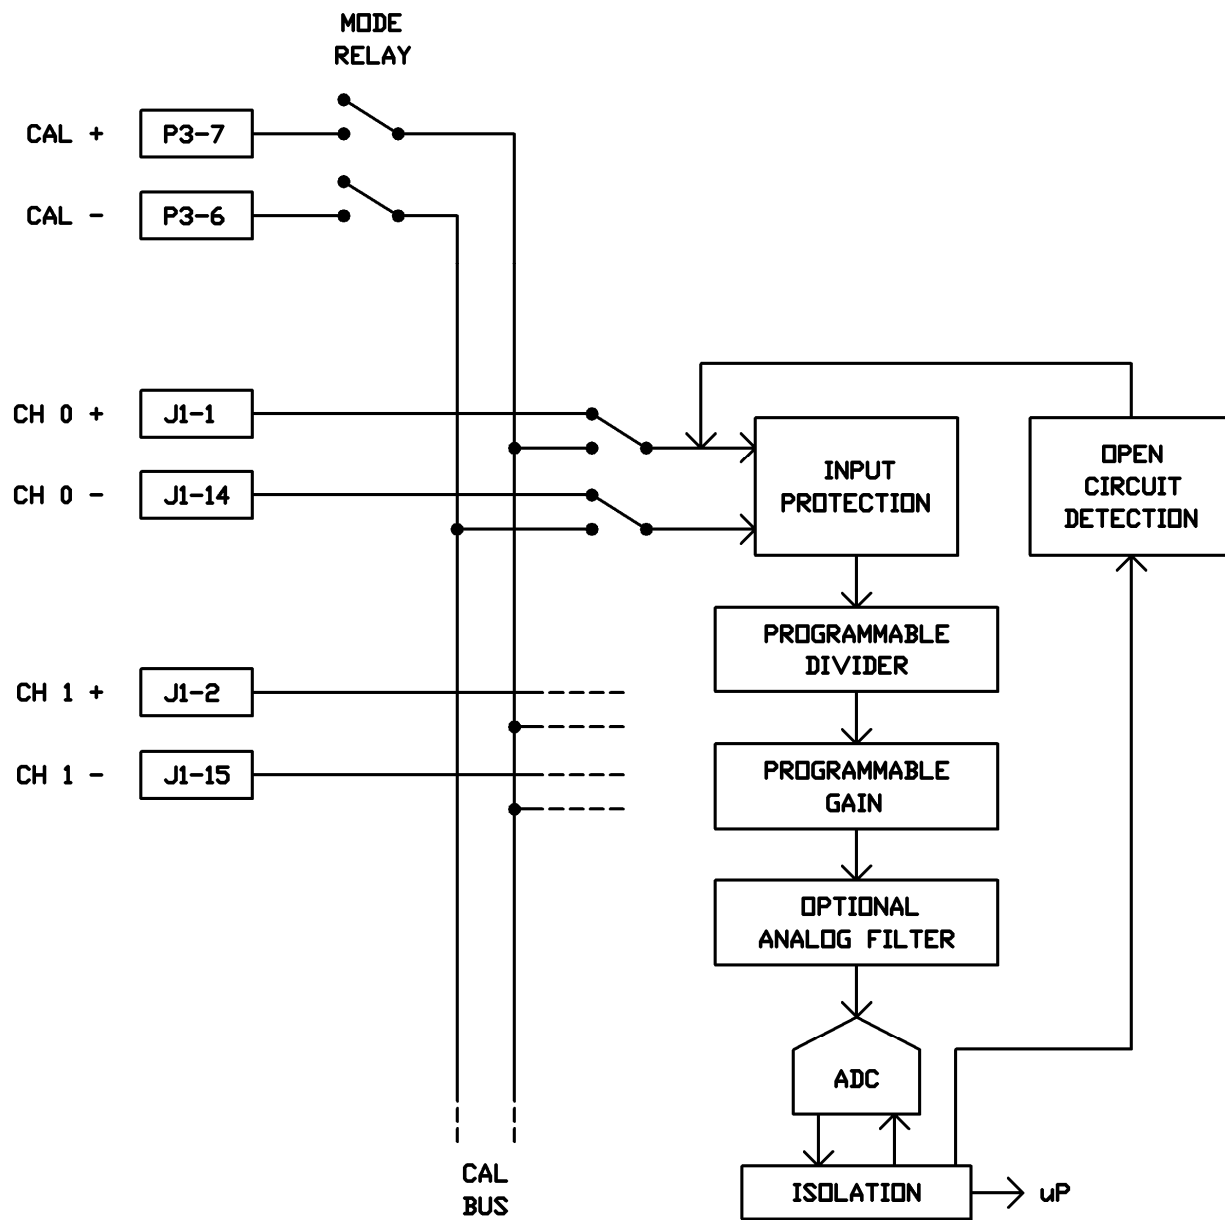 MODE
RELAY
CAL + P3-7
CAL - P3-6
CH 0 + J1-1
CH 0 - J1-14
INPUT
PROTECTION
OPEN
CIRCUIT
DETECTION
PROGRAMMABLE
DIVIDER
CH 1 + J1-2
CH 1 - J1-15
PROGRAMMABLE
GAIN
OPTIONAL
ANALOG FILTER
ADC
CAL
BUS
ISOLATION
uP